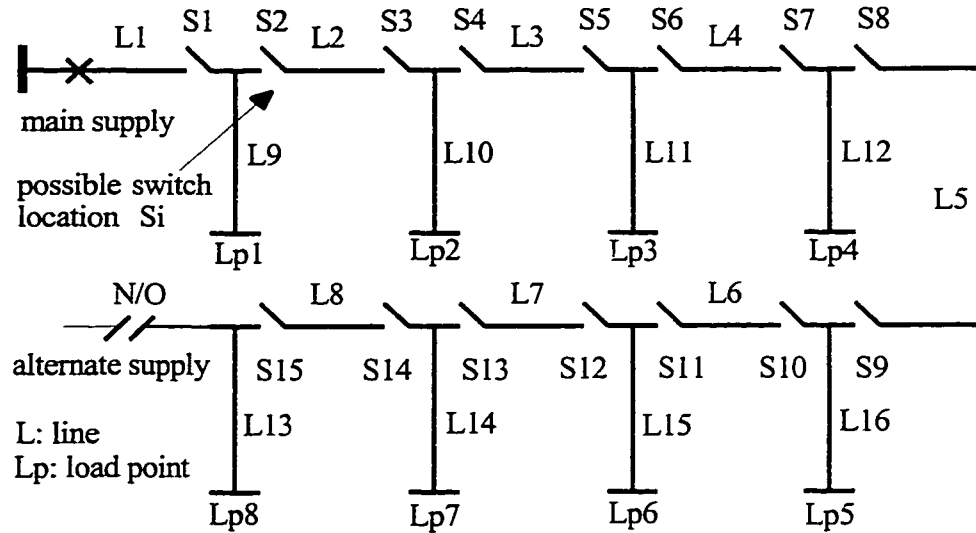 L1 S1 S2 L2 S3 S4 L3 S5 S6 L4 S7 S8
main supply
L9 L10 L11 L12
possible switch
location Si
L5
Lp1 Lp2 Lp3 Lp4
N/O L8 L7 L6
alternate supply
S15 S14 S13 S12 S11 S10 S9
L13 L14 L15 L16
L: line
Lp: load point
Lp8 Lp7 Lp6 Lp5